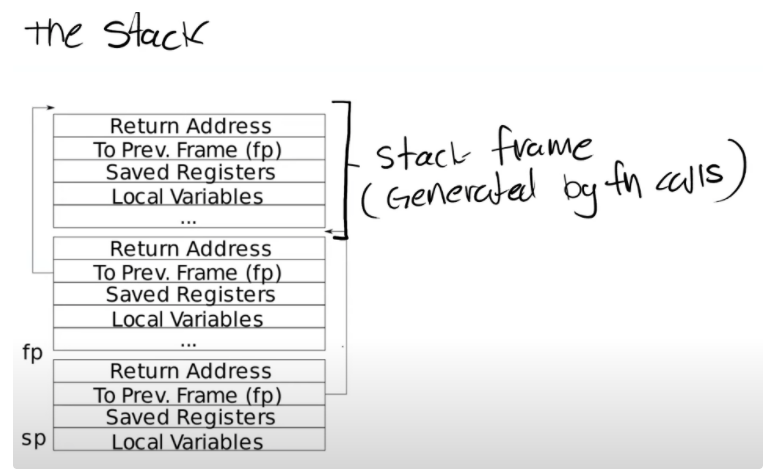 the Stack
Return Address
To Prev. Frame (fp)
Saved Registers
Local Variables
...
stack frame
(Generated by fn calls)
Return Address
To Prev. Frame (fp)
Saved Registers
Local Variables
...
fp
Return Address
To Prev. Frame (fp)
Saved Registers
sp
Local Variables